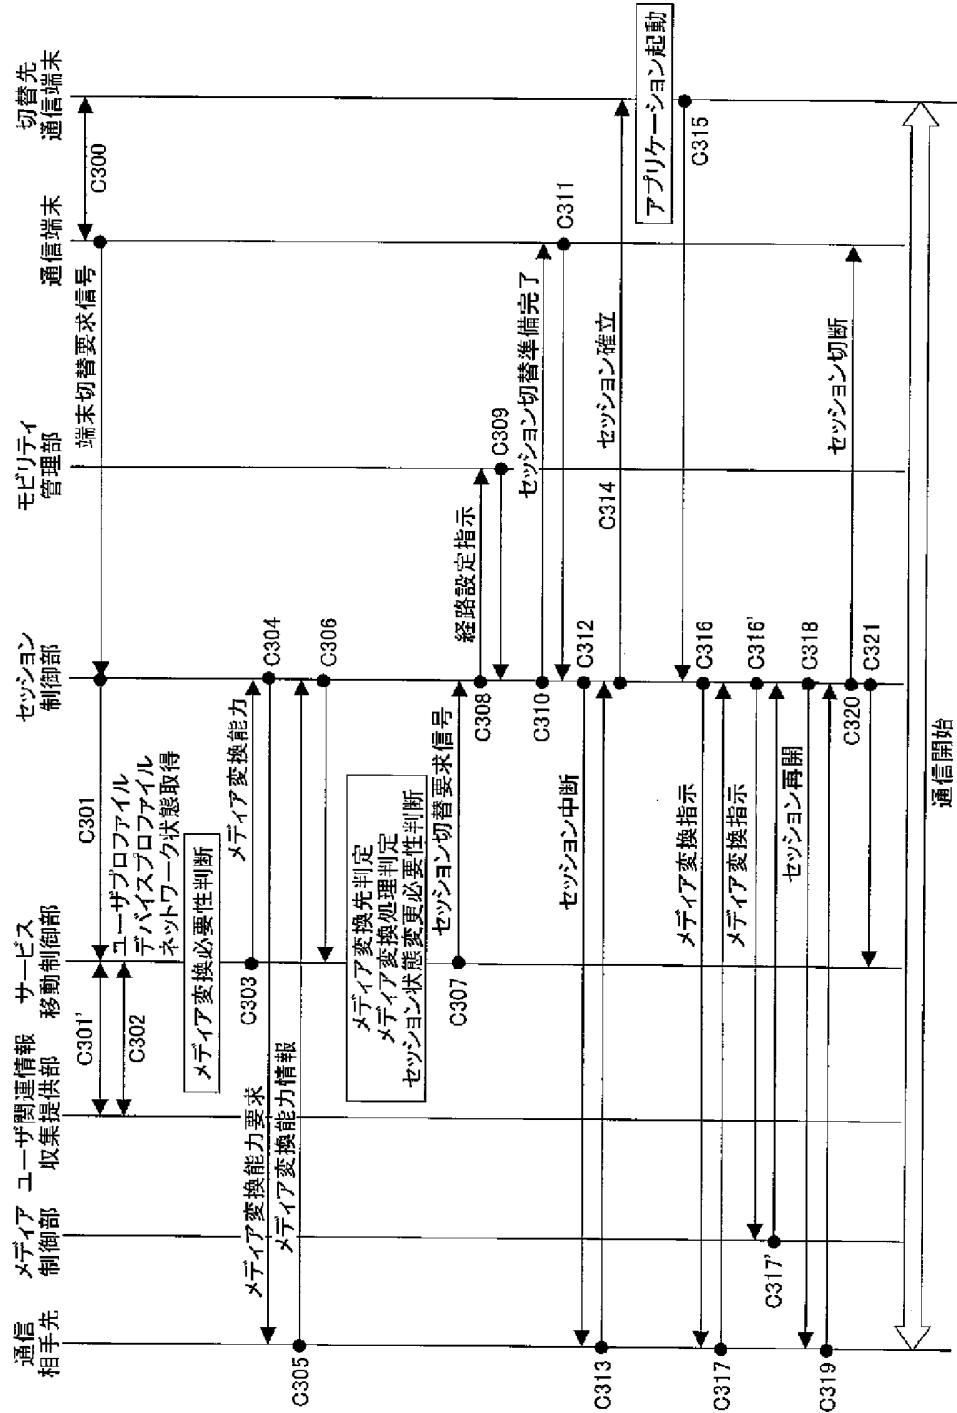 通信
相手先
メディア
制御部
ユーザ関連情報
収集提供部
サービス
移動制御部
セッション
制御部
モビリティ
管理部
通信端末
切替先
通信端末
C300
端末切替要求信号
C301
C301'
C302
ユーザプロファイル
デバイスプロファイル
ネットワーク状態取得
メディア変換必要性判断
C303
メディア変換能力
C304
メディア変換能力要求
メディア変換能力情報
C305
C306
メディア変換先判定
メディア変換処理判定
セッション状態変更必要性判断
C307
セッション切替要求信号
C308
経路設定指示
C309
C310
セッション切替準備完了
C311
C312
セッション中断
C313
C314
セッション確立
アプリケーション起動
C315
C316
メディア変換指示
C317
メディア変換指示
C316'
C317'
セッション再開
C318
C319
C320
セッション切断
C321
通信開始